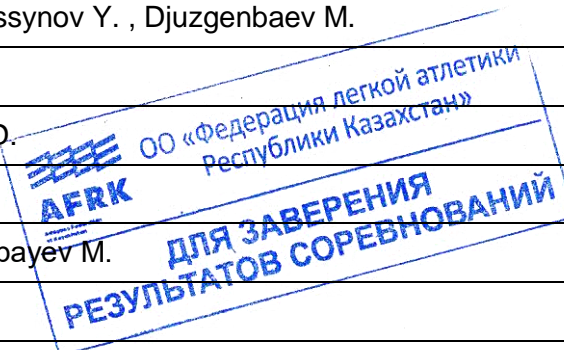 ssynov Y. , Djuzgenbaev M.
ОО «Федерация легкой атлетики
Республики Казахстан»
AFRK
bayev M.
ДЛЯ ЗАВЕРЕНИЯ
РЕЗУЛЬТАТОВ СОРЕВНОВАНИЙ